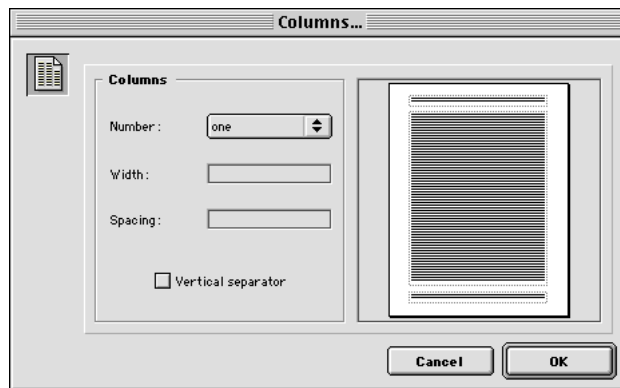 Columns...
Columns
Number: one
Width:
Spacing:
Vertical separator
Cancel OK